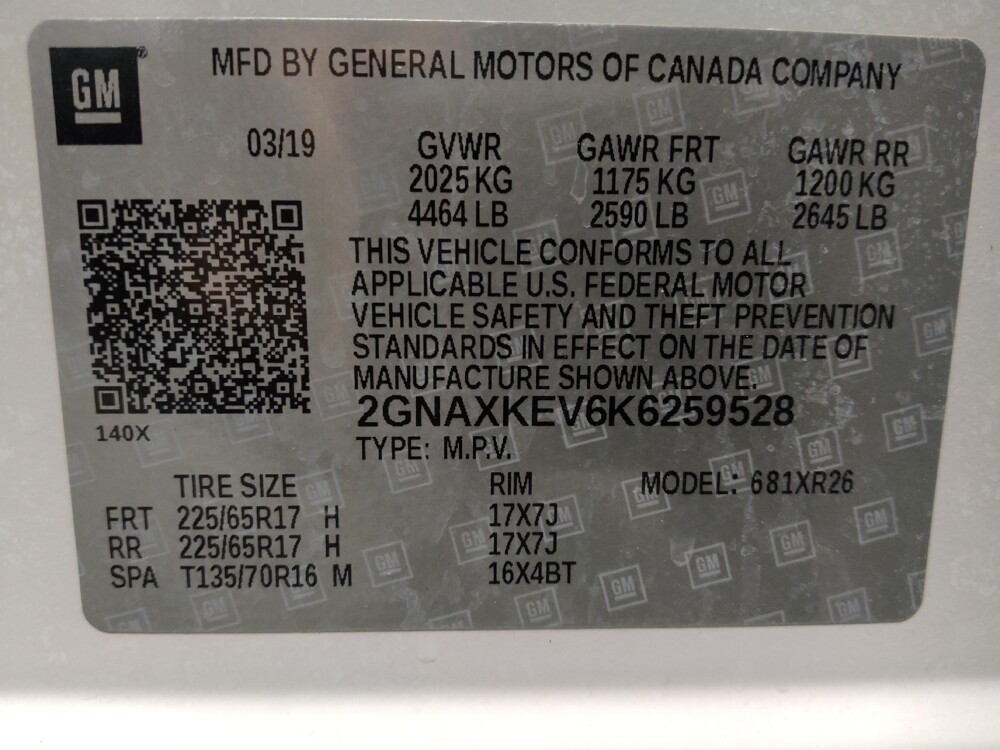 GM
MFD BY GENERAL MOTORS OF CANADA COMPANY
03/19 GVWR GAWR FRT GAWR RR
2025 KG 1175 KG 1200 KG
4464 LB 2590 LB 2645 LB
THIS VEHICLE CONFORMS TO ALL
APPLICABLE U.S. FEDERAL MOTOR
VEHICLE SAFETY AND THEFT PREVENTION
STANDARDS IN EFFECT ON THE DATE OF
MANUFACTURE SHOWN ABOVE.
2GNAXKEV6K6259528
140X
TYPE: M.P.V.
TIRE SIZE RIM MODEL: 681XR26
FRT 225/65R17 H 17X7J
RR 225/65R17 H 17X7J
SPA T135/70R16 M 16X4BT